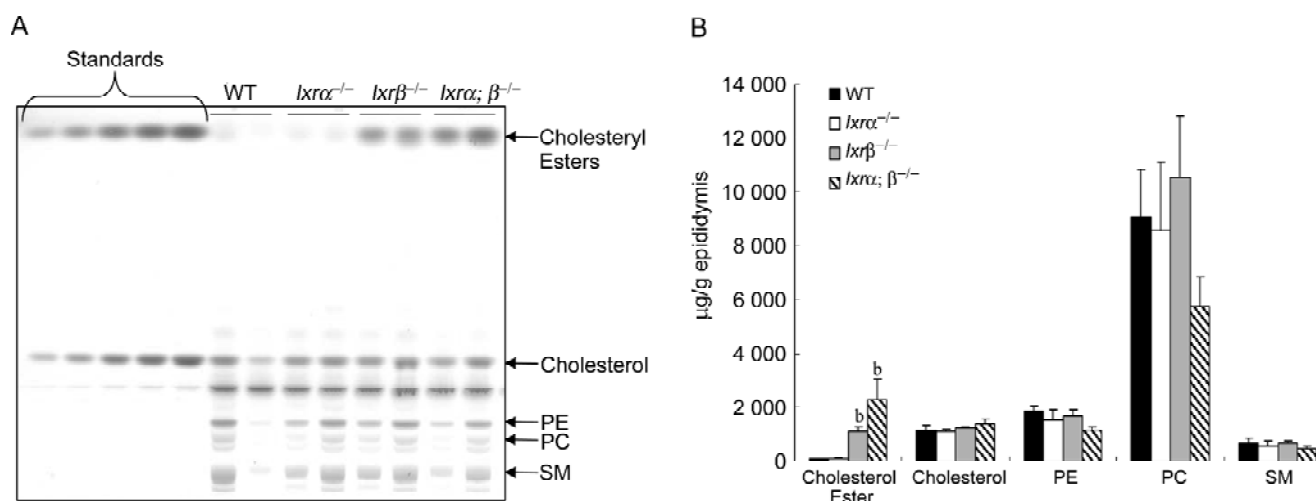 A
Standards
WT
lxrα–/–
lxrβ–/–
lxrα; β–/–
Cholesteryl
Esters
Cholesterol
PE
PC
SM
B
14 000
12 000
10 000
8 000
6 000
4 000
2 000
0
µg/g epididymis
WT
lxrα–/–
lxrβ–/–
lxrα; β–/–
b
b
Cholesterol
Ester
Cholesterol
PE
PC
SM